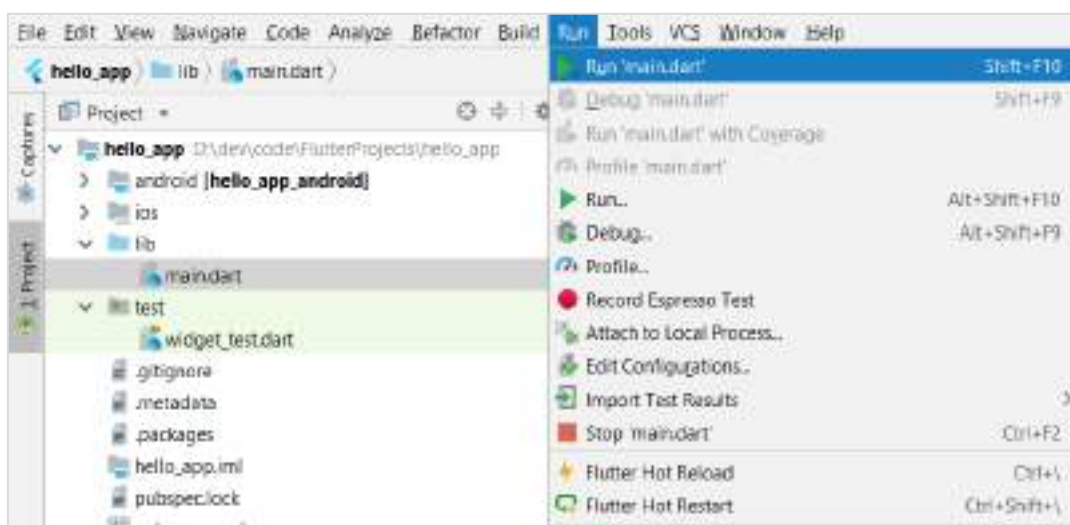 File Edit View Navigate Code Analyze Refactor Build Run Tools VCS Window Help
hello_app lib main.dart
Project
Captures
1: Project
hello_app D:\dev\code\FlutterProjects\hello_app
android [hello_app_android]
ios
lib
main.dart
test
widget_test.dart
.gitignore
.metadata
.packages
hello_app.iml
pubspec.lock
Run 'main.dart' Shift+F10
Debug 'main.dart' Shift+F9
Run 'main.dart' with Coverage
Profile 'main.dart'
Run... Alt+Shift+F10
Debug... Alt+Shift+F9
Profile...
Record Espresso Test
Attach to Local Process...
Edit Configurations...
Import Test Results
Stop 'main.dart' Ctrl+F2
Flutter Hot Reload Ctrl+\
Flutter Hot Restart Ctrl+Shift+\